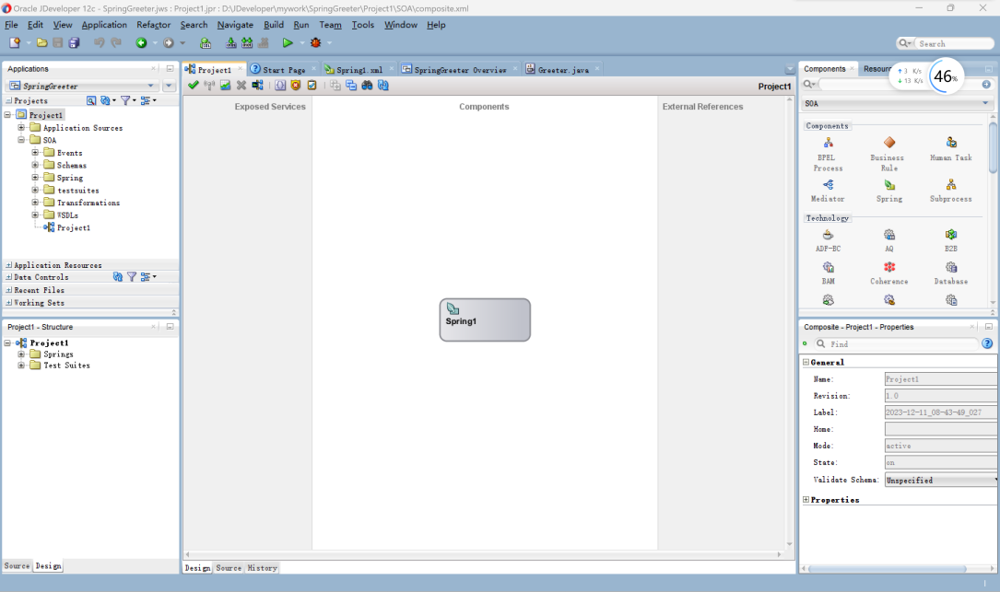 Oracle JDeveloper 12c - SpringGreeter.jws : Project1.jpr : D:\JDeveloper\mywork\SpringGreeter\Project1\SOA\composite.xml
File Edit View Application Refactor Search Navigate Build Run Team Tools Window Help
Search
Applications
SpringGreeter
Projects
Project1
Application Sources
SOA
Events
Schemas
Spring
testsuites
Transformations
WSDLs
Project1
Application Resources
Data Controls
Recent Files
Working Sets
Project1 - Structure
Project1
Springs
Test Suites
Source Design
Project1 Start Page Spring1.xml SpringGreeter Overview Greeter.java
Project1
Exposed Services Components External References
Spring1
Design Source History
Components Resour
↑ 3 K/s
↓ 13 K/s
46%
SOA
Components
BPEL Process
Business Rule
Human Task
Mediator Spring Subprocess
Technology
ADF-BC AQ B2B
BAM Coherence Database
Composite - Project1 - Properties
Find
General
Name: Project1
Revision: 1.0
Label: 2023-12-11_08-43-49_027
Home:
Mode: active
State: on
Validate Schema: Unspecified
Properties